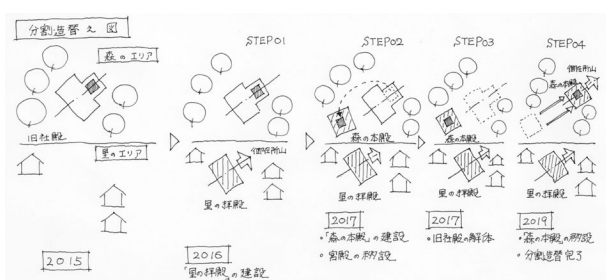 分割造替え図
森のエリア
旧社殿
里のエリア
2015
STEP01
御在所山
里の拝殿
2016
「里の拝殿」の建設
STEP02
森の本殿
里の拝殿
2017
・「森の本殿」の建設
・宮殿の移設
STEP03
森の本殿
里の拝殿
2017
・旧社殿の解体
STEP04
御在所山
森の本殿
里の拝殿
2019
・「森の本殿」の移設
・分割造替完了